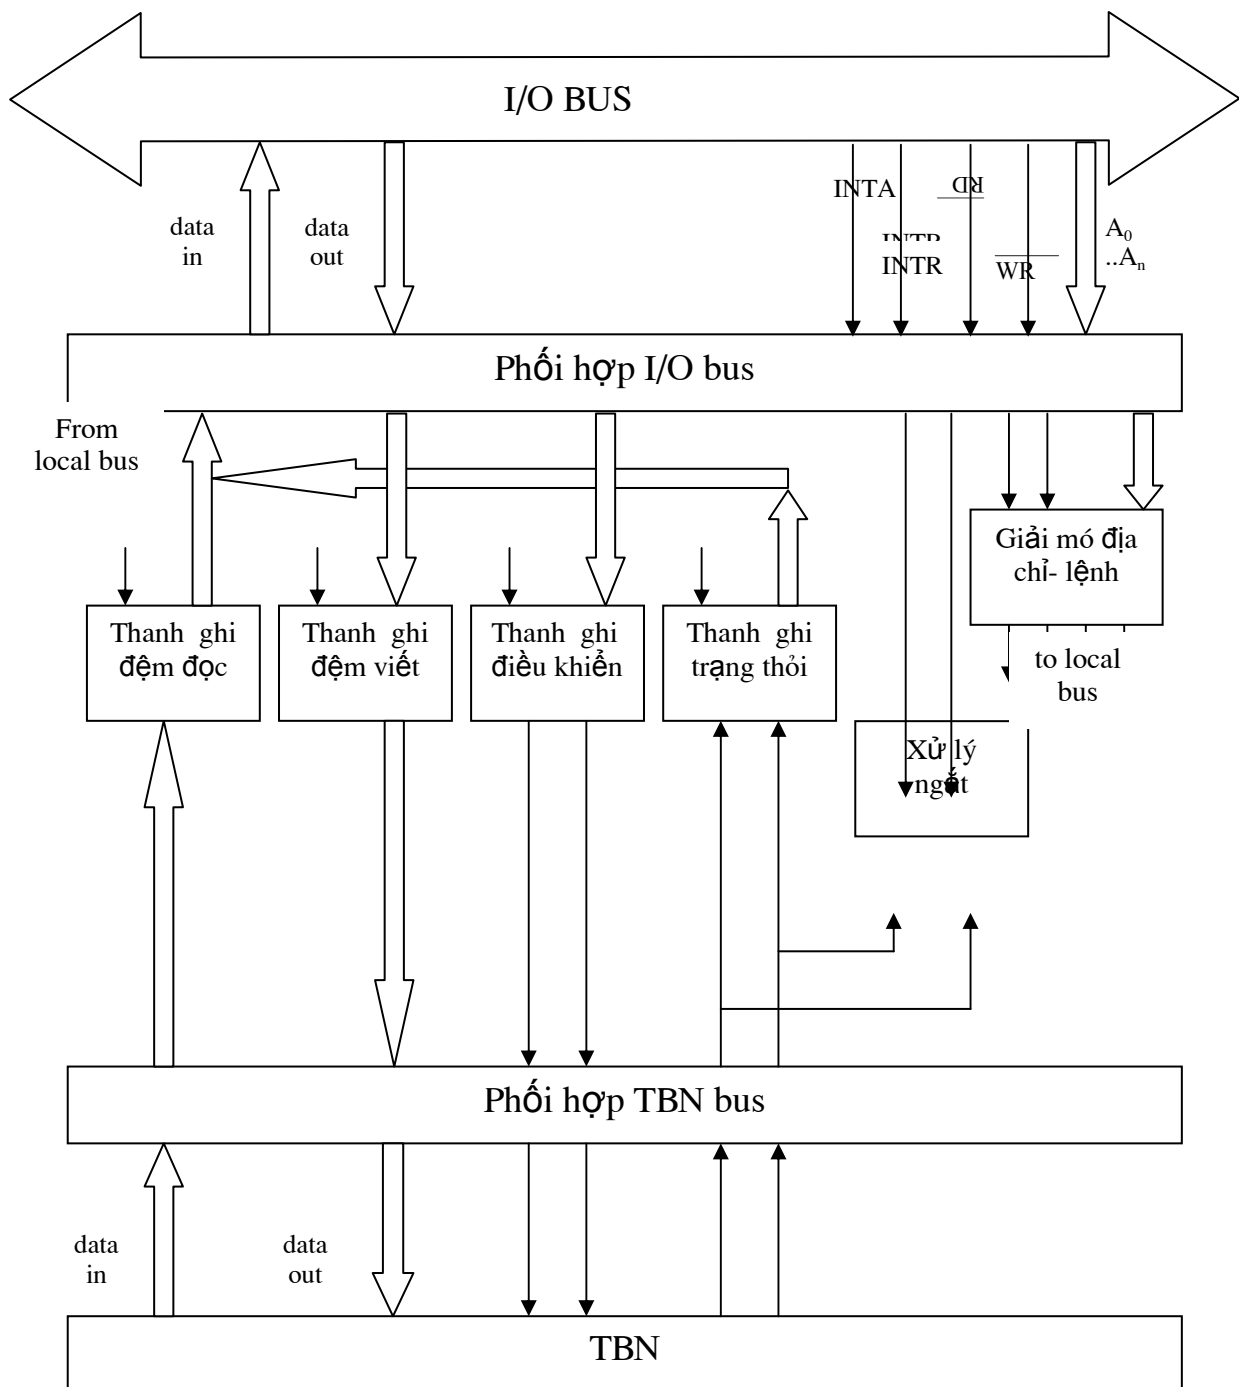 I/O BUS
data
in
data
out
INTA
RD
INTR
INTR
WR
A0
..An
Phối hợp I/O bus
From
local bus
Giải mó địa
chỉ- lệnh
Thanh ghi
đệm đọc
Thanh ghi
đệm viết
Thanh ghi
điều khiển
Thanh ghi
trạng thỏi
to local
bus
Xử lý
ngắt
Phối hợp TBN bus
data
in
data
out
TBN